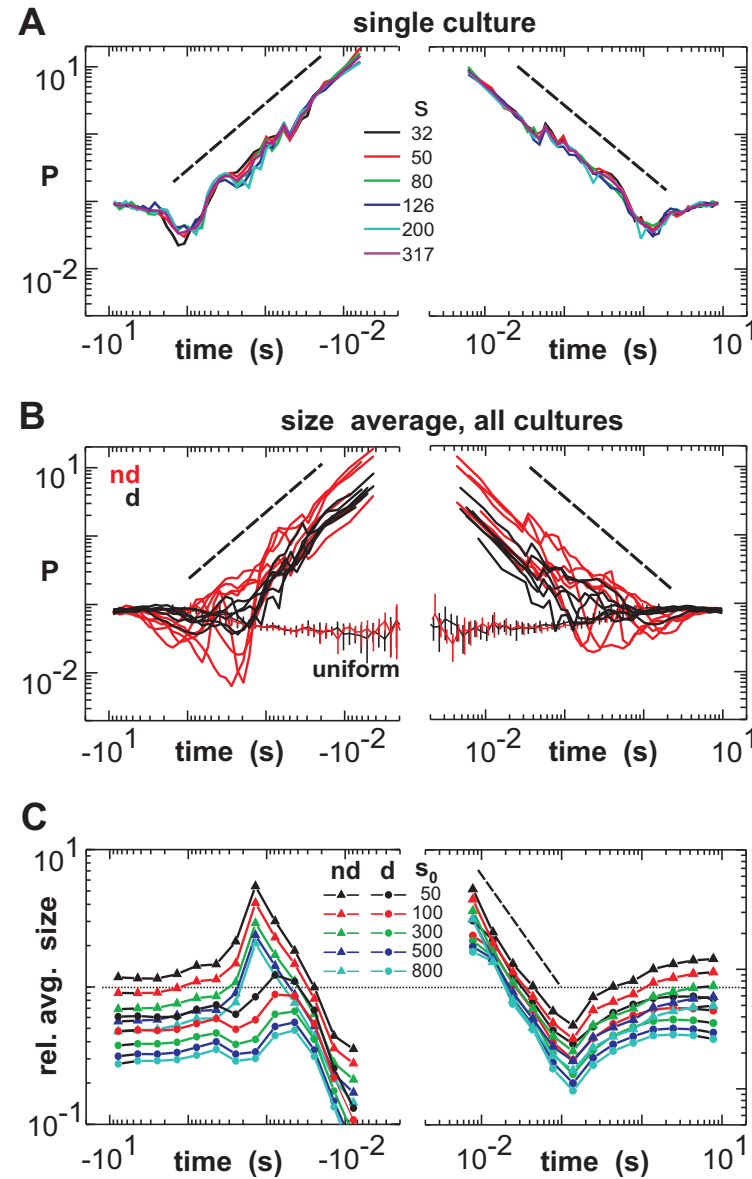 A single culture
10^1
P
10^-2
s
32
50
80
126
200
317
-10^1 time (s) -10^-2 10^-2 time (s) 10^1
B size average, all cultures
nd
d
10^1
P
10^-2
uniform
-10^1 time (s) -10^-2 10^-2 time (s) 10^1
C
10^1
rel. avg. size
10^-1
nd d s_0
50
100
300
500
800
-10^1 time (s) -10^-2 10^-2 time (s) 10^1